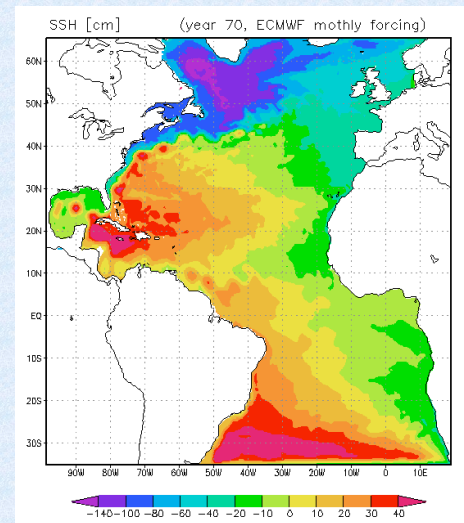 SSH [cm] (year 70, ECMWF mothly forcing)
60N
50N
40N
30N
20N
10N
EQ
10S
20S
30S
90W 80W 70W 60W 50W 40W 30W 20W 10W 0 10E
-140 -100 -80 -60 -40 -20 -10 0 10 20 30 40